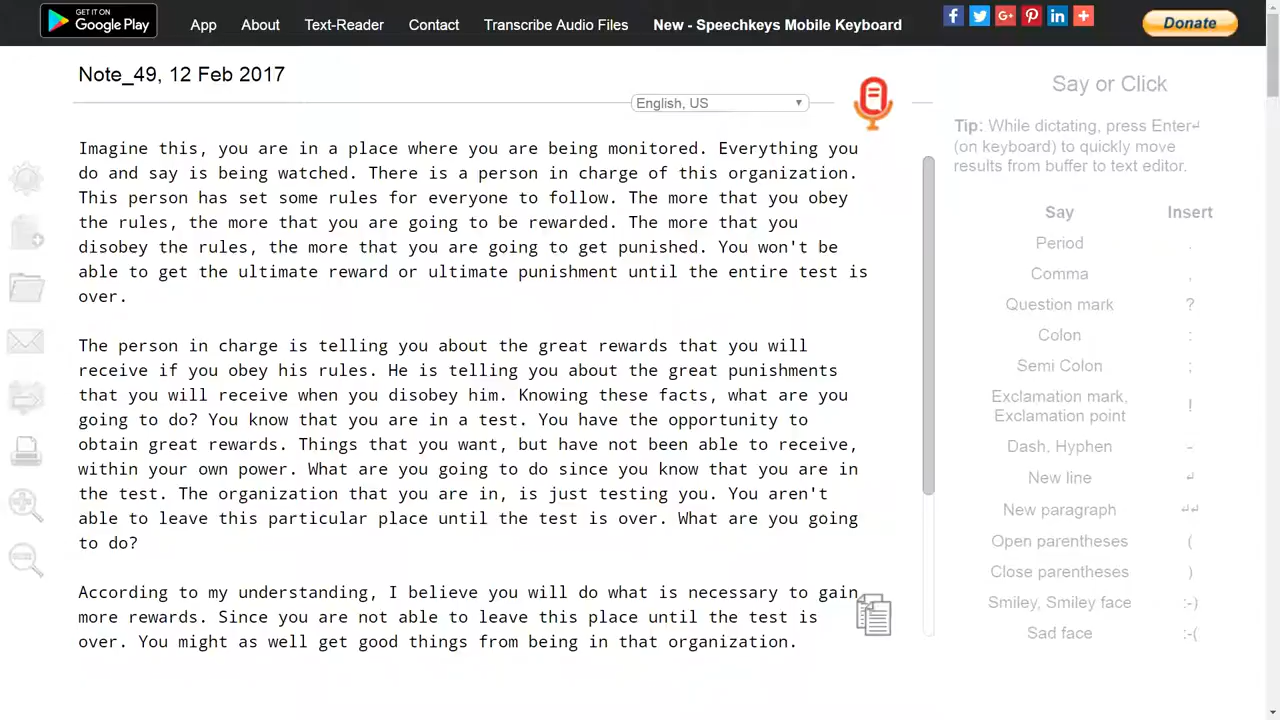 GET IT ON
Google Play
App
About
Text-Reader
Contact
Transcribe Audio Files
New - Speechkeys Mobile Keyboard
Donate
Note_49, 12 Feb 2017
English, US
Imagine this, you are in a place where you are being monitored. Everything you
do and say is being watched. There is a person in charge of this organization.
This person has set some rules for everyone to follow. The more that you obey
the rules, the more that you are going to be rewarded. The more that you
disobey the rules, the more that you are going to get punished. You won't be
able to get the ultimate reward or ultimate punishment until the entire test is
over.
The person in charge is telling you about the great rewards that you will
receive if you obey his rules. He is telling you about the great punishments
that you will receive when you disobey him. Knowing these facts, what are you
going to do? You know that you are in a test. You have the opportunity to
obtain great rewards. Things that you want, but have not been able to receive,
within your own power. What are you going to do since you know that you are in
the test. The organization that you are in, is just testing you. You aren't
able to leave this particular place until the test is over. What are you going
to do?
According to my understanding, I believe you will do what is necessary to gain
more rewards. Since you are not able to leave this place until the test is
over. You might as well get good things from being in that organization.
Say or Click
Tip: While dictating, press Enter↵
(on keyboard) to quickly move
results from buffer to text editor.
Say Insert
Period .
Comma ,
Question mark ?
Colon :
Semi Colon ;
Exclamation mark,
Exclamation point !
Dash, Hyphen -
New line ↵
New paragraph ↵↵
Open parentheses (
Close parentheses )
Smiley, Smiley face :-)
Sad face :-(